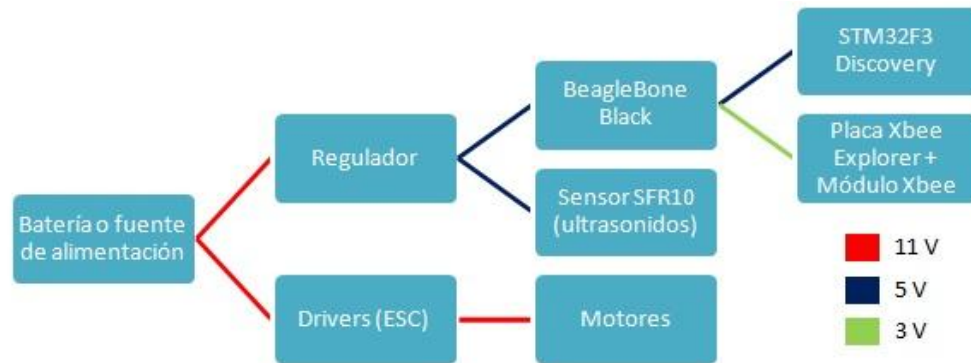 STM32F3
Discovery
BeagleBone
Black
Regulador
Placa Xbee
Explorer +
Módulo Xbee
Batería o fuente
de alimentación
Sensor SFR10
(ultrasonidos)
Drivers (ESC)
Motores
11 V
5 V
3 V